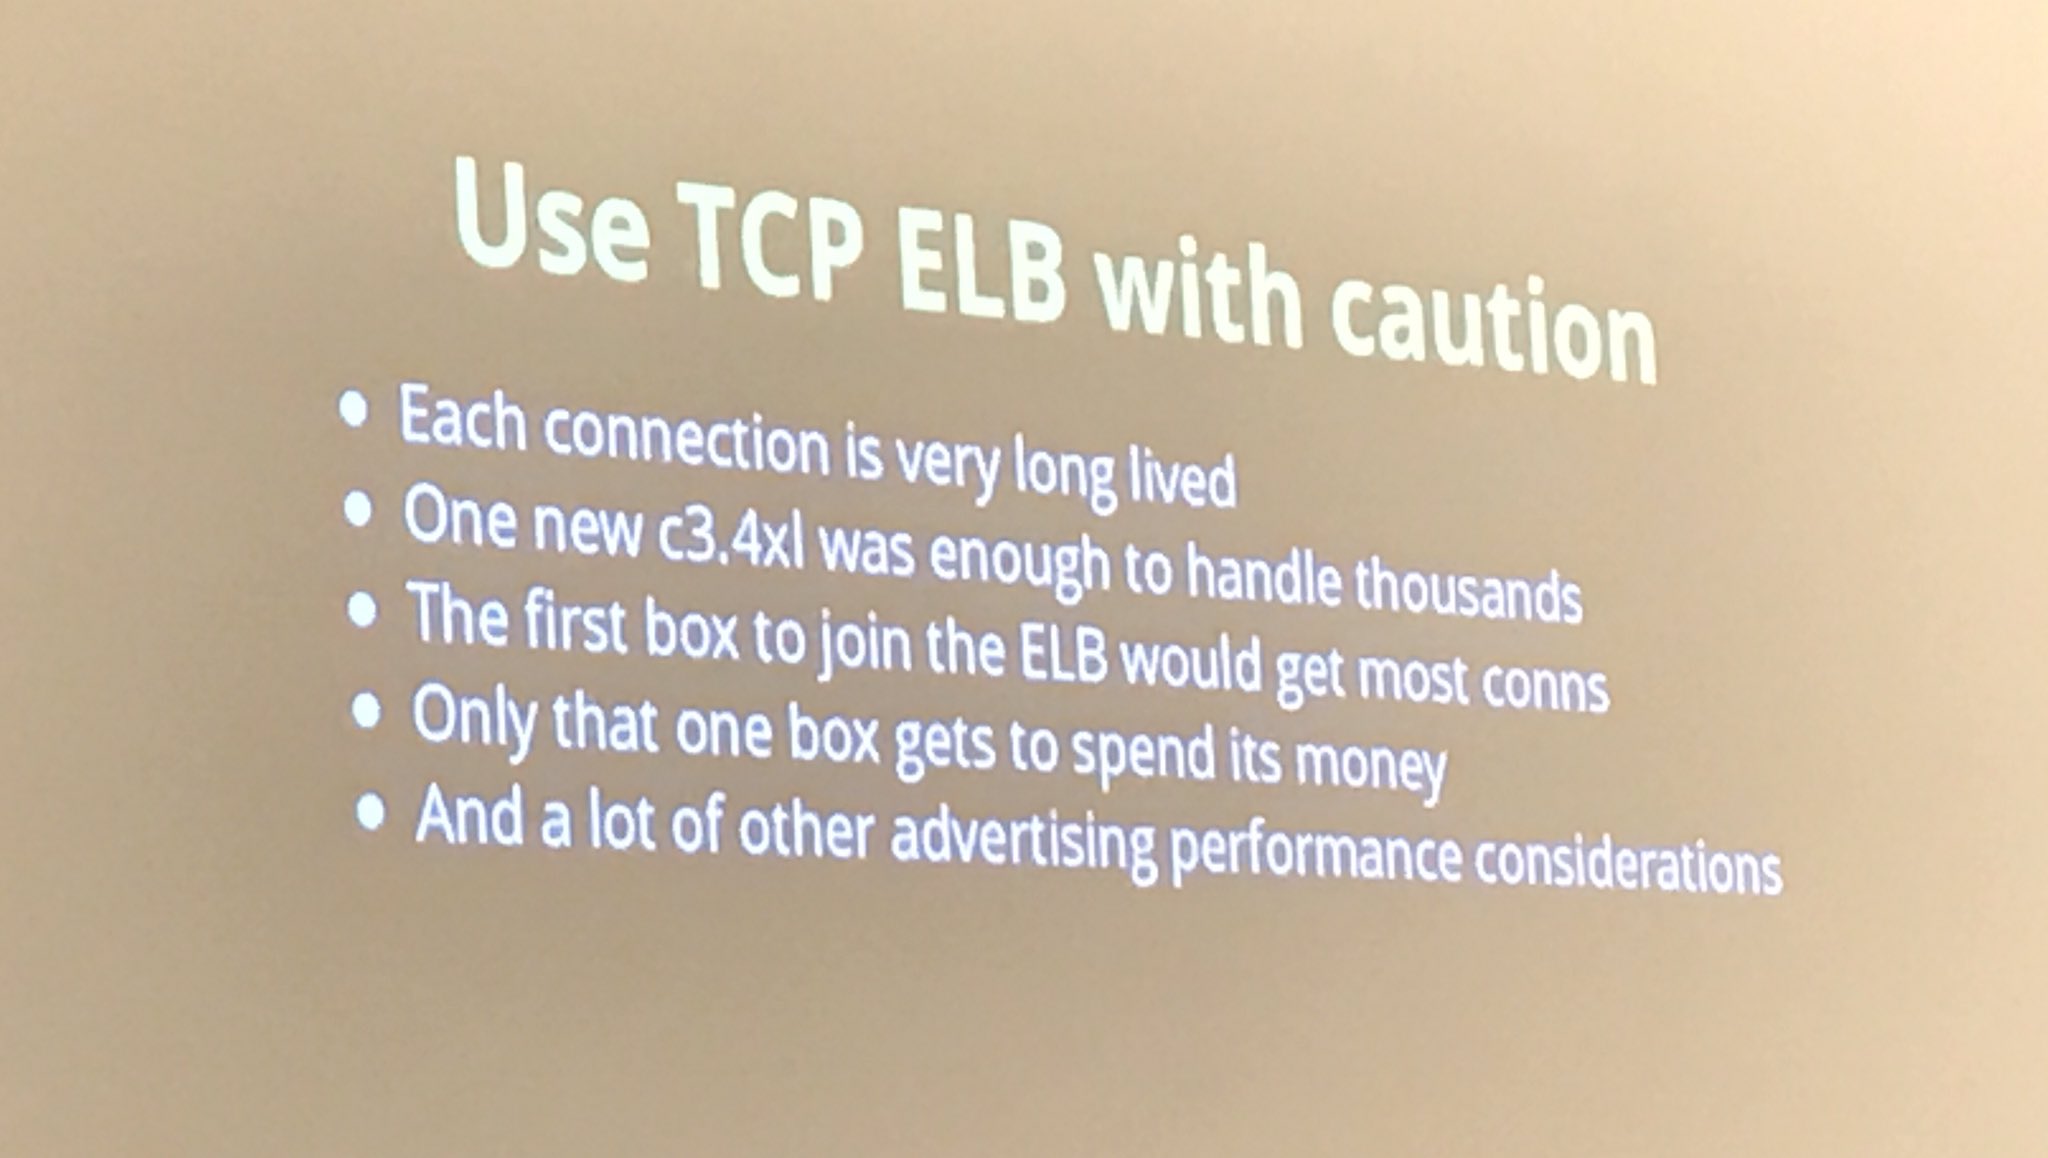 Use TCP ELB with caution
• Each connection is very long lived
• One new c3.4xl was enough to handle thousands
• The first box to join the ELB would get most conns
• Only that one box gets to spend its money
• And a lot of other advertising performance considerations